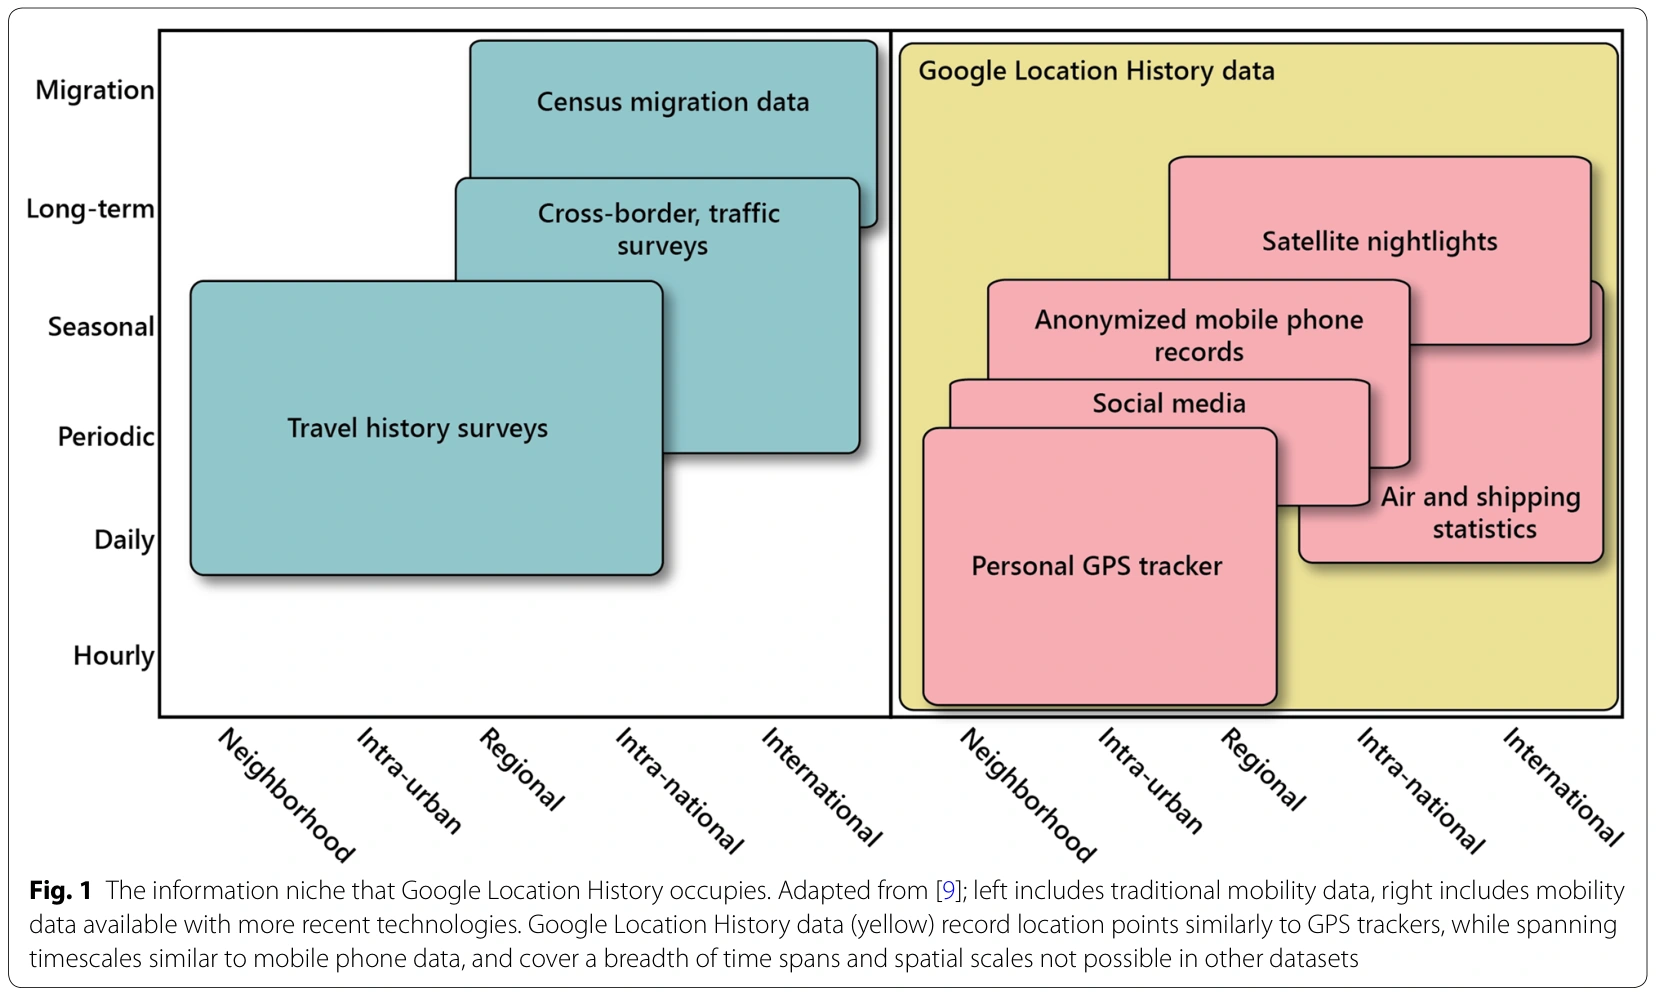 Migration
Long-term
Seasonal
Periodic
Daily
Hourly
Census migration data
Cross-border, traffic
surveys
Travel history surveys
Google Location History data
Satellite nightlights
Anonymized mobile phone
records
Social media
Air and shipping
statistics
Personal GPS tracker
Neighborhood
Intra-urban
Regional
Intra-national
International
Neighborhood
Intra-urban
Regional
Intra-national
International
Fig. 1 The information niche that Google Location History occupies. Adapted from [9]; left includes traditional mobility data, right includes mobility
data available with more recent technologies. Google Location History data (yellow) record location points similarly to GPS trackers, while spanning
timescales similar to mobile phone data, and cover a breadth of time spans and spatial scales not possible in other datasets